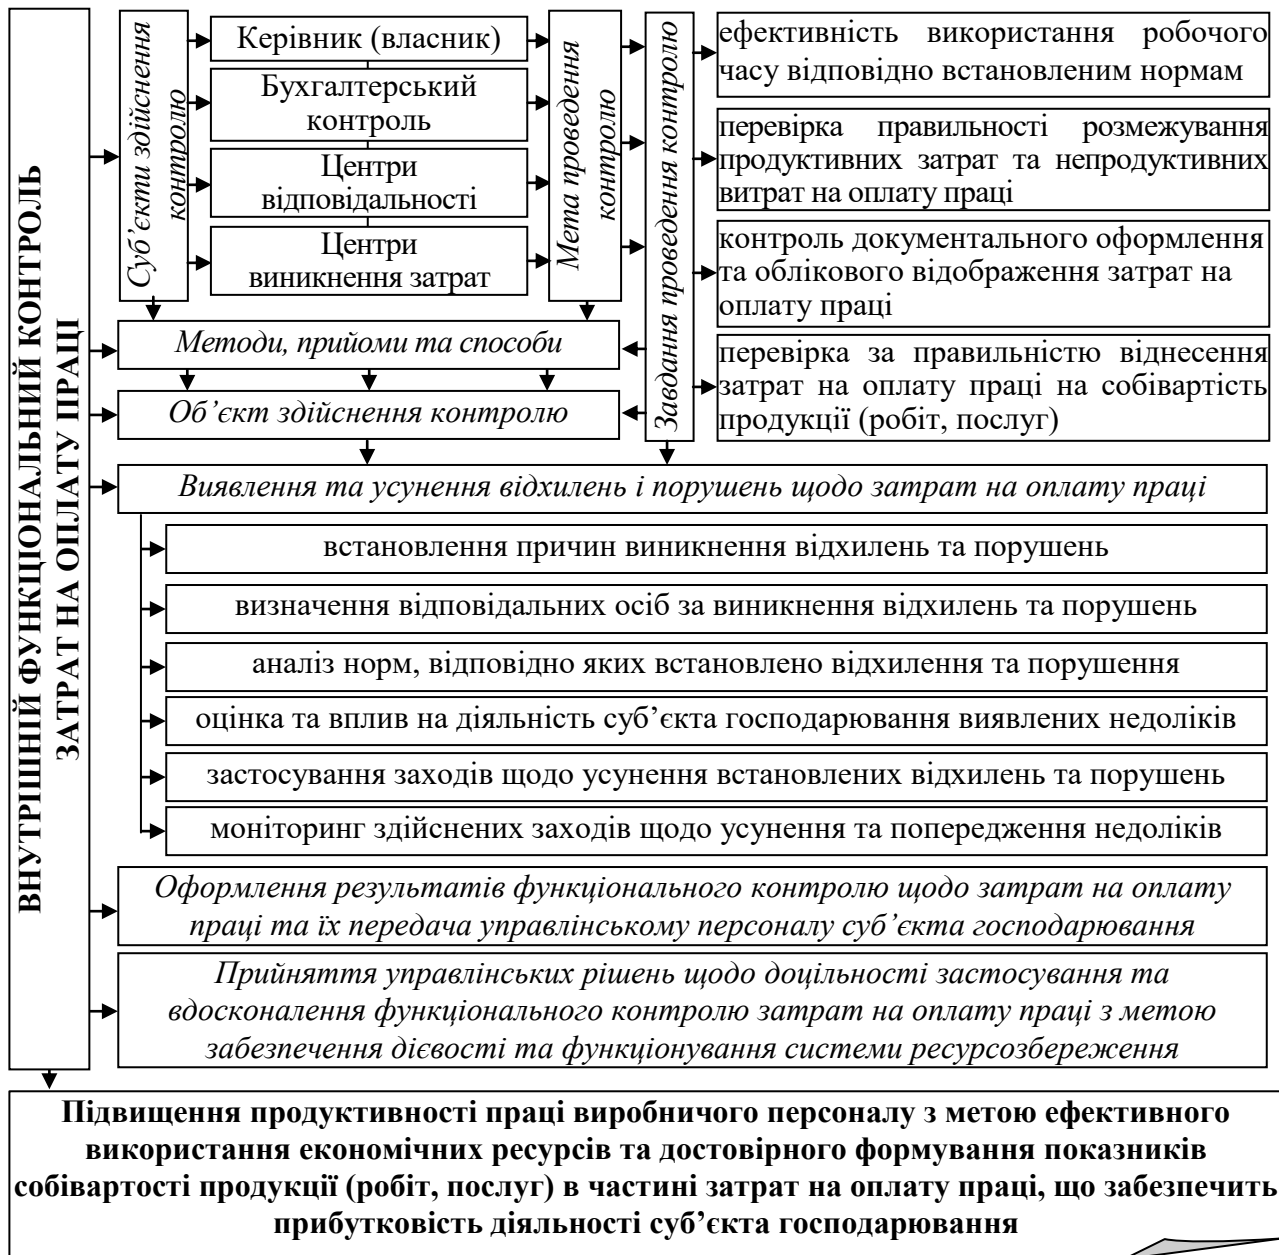 ВНУТРІШНІЙ ФУНКЦІОНАЛЬНИЙ КОНТРОЛЬ
ЗАТРАТ НА ОПЛАТУ ПРАЦІ
Суб’єкти здійснення
контролю
Керівник (власник)
Бухгалтерський
контроль
Центри
відповідальності
Центри
виникнення затрат
Мета проведення
контролю
Завдання проведення контролю
ефективність використання робочого
часу відповідно встановленим нормам
перевірка правильності розмежування
продуктивних затрат та непродуктивних
витрат на оплату праці
контроль документального оформлення
та облікового відображення затрат на
оплату праці
перевірка за правильністю віднесення
затрат на оплату праці на собівартість
продукції (робіт, послуг)
Методи, прийоми та способи
Об’єкт здійснення контролю
Виявлення та усунення відхилень і порушень щодо затрат на оплату праці
встановлення причин виникнення відхилень та порушень
визначення відповідальних осіб за виникнення відхилень та порушень
аналіз норм, відповідно яких встановлено відхилення та порушення
оцінка та вплив на діяльність суб’єкта господарювання виявлених недоліків
застосування заходів щодо усунення встановлених відхилень та порушень
моніторинг здійснених заходів щодо усунення та попередження недоліків
Оформлення результатів функціонального контролю щодо затрат на оплату
праці та їх передача управлінському персоналу суб’єкта господарювання
Прийняття управлінських рішень щодо доцільності застосування та
вдосконалення функціонального контролю затрат на оплату праці з метою
забезпечення дієвості та функціонування системи ресурсозбереження
Підвищення продуктивності праці виробничого персоналу з метою ефективного
використання економічних ресурсів та достовірного формування показників
собівартості продукції (робіт, послуг) в частині затрат на оплату праці, що забезпечить
прибутковість діяльності суб’єкта господарювання